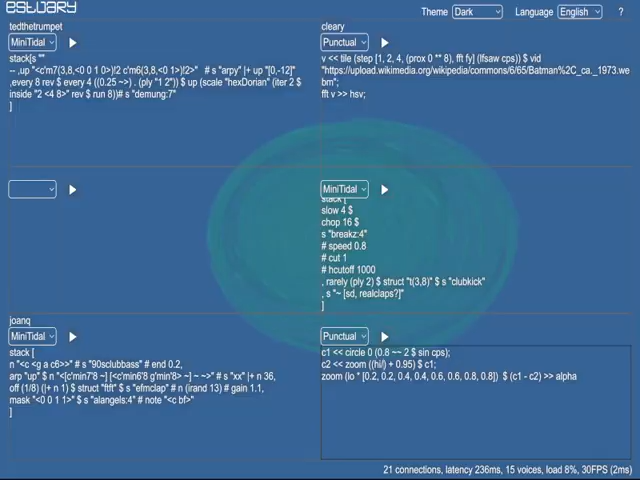 estuary
Theme Dark Language English ?
tedthetrumpet
MiniTidal
stack[s ""
-- ,up "<c'm7(3,8,<0 0 1 0>)!2 c'm6(3,8,<0 1>)!2>" # s "arpy" |+ up "[0,-12]"
,every 8 rev $ every 4 ((0.25 ~>) . (ply "1 2")) $ up (scale "hexDorian" (iter 2 $
inside "2 <4 8>" rev $ run 8))# s "demung:7"
]
cleary
Punctual
v << tile (step [1, 2, 4, (prox 0 ** 8), fft fy] (lfsaw cps)) $ vid
"https://upload.wikimedia.org/wikipedia/commons/6/65/Batman%2C_ca._1973.we
bm";
fft v >> hsv;
MiniTidal
stack [
slow 4 $
chop 16 $
s "breakz:4"
# speed 0.8
# cut 1
# hcutoff 1000
, rarely (ply 2) $ struct "t(3,8)" $ s "clubkick"
, s "~ [sd, realclaps?]"
]
joanq
MiniTidal
stack [
n "<c <g a c6>>" # s "90sclubbass" # end 0.2,
arp "up" $ n "<[c'min7'8 ~] [<c'min6'8 g'min'8> ~] ~ ~>" # s "xx" |+ n 36,
off (1/8) (|+ n 1) $ struct "ftft" $ s "efmclap" # n (irand 13) # gain 1.1,
mask "<0 0 1 1>" $ s "alangels:4" # note "<c bf>"
]
Punctual
c1 << circle 0 (0.8 ~~ 2 $ sin cps);
c2 << zoom ((hi/) + 0.95) $ c1;
zoom (lo * [0.2, 0.2, 0.4, 0.4, 0.6, 0.6, 0.8, 0.8]) $ (c1 - c2) >> alpha
21 connections, latency 236ms, 15 voices, load 8%, 30FPS (2ms)